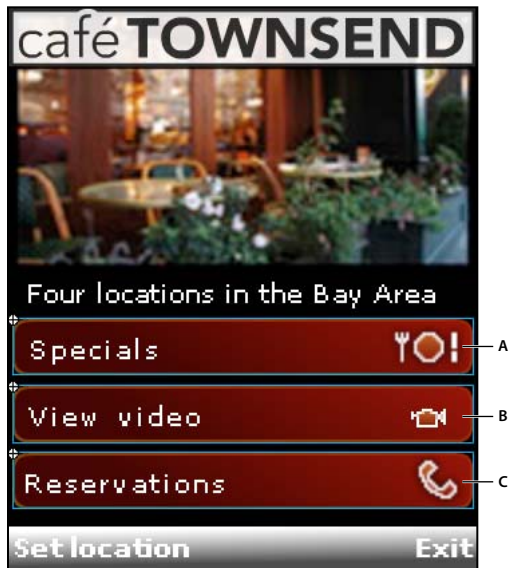 café TOWNSEND
Four locations in the Bay Area
Specials
A
View video
B
Reservations
C
Set location Exit